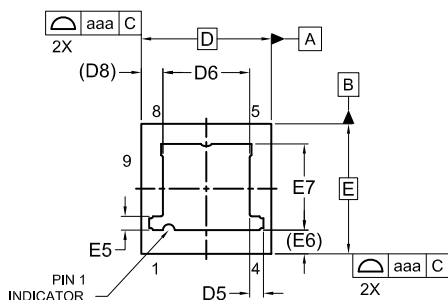 ⌓ aaa C
2X
D
A
(D8)
D6
B
8
5
9
E7
E
E5
(E6)
PIN 1
INDICATOR
1
4
D5
⌓ aaa C
2X